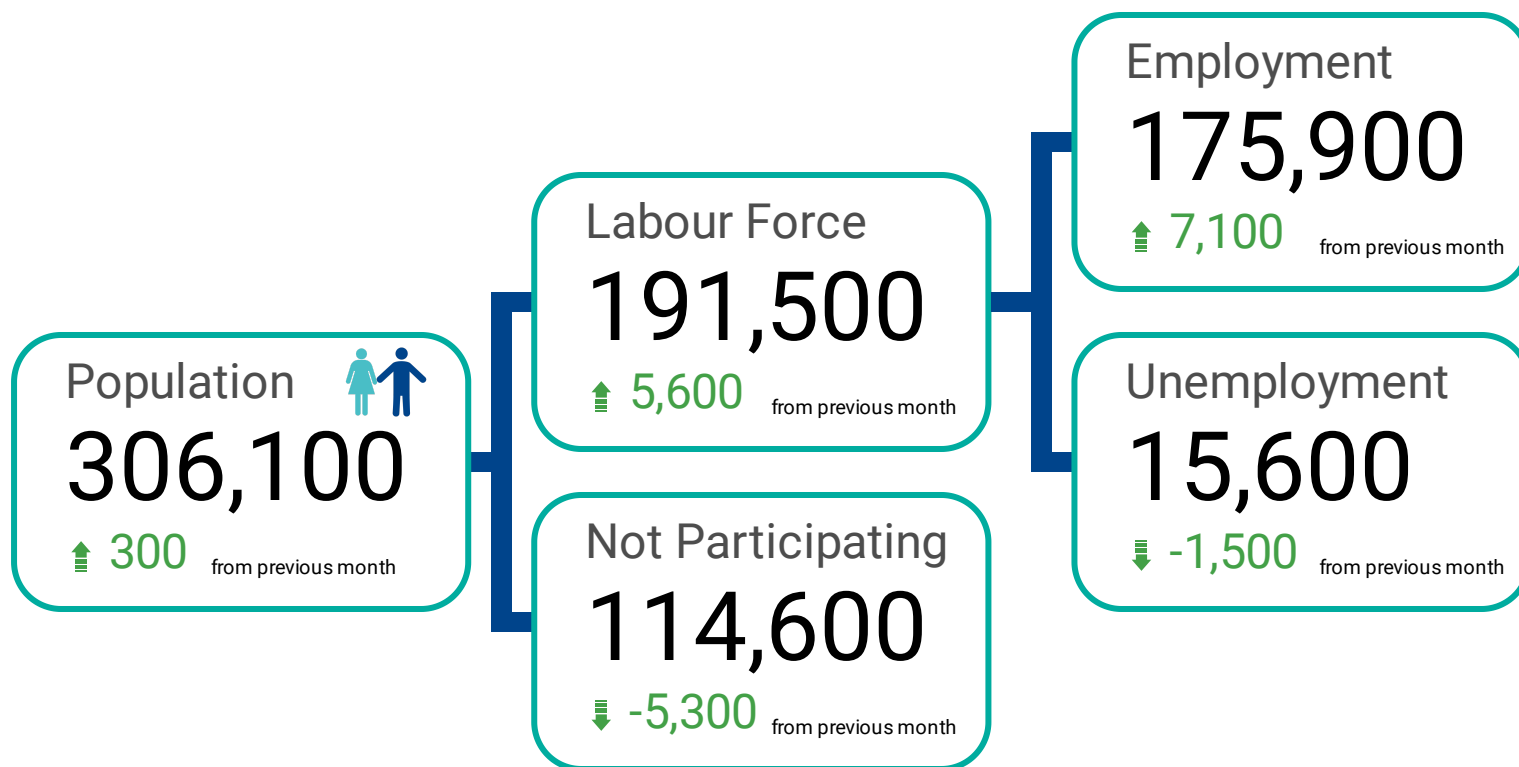 Population
306,100
300 from previous month
Labour Force
191,500
5,600 from previous month
Not Participating
114,600
-5,300 from previous month
Employment
175,900
7,100 from previous month
Unemployment
15,600
-1,500 from previous month